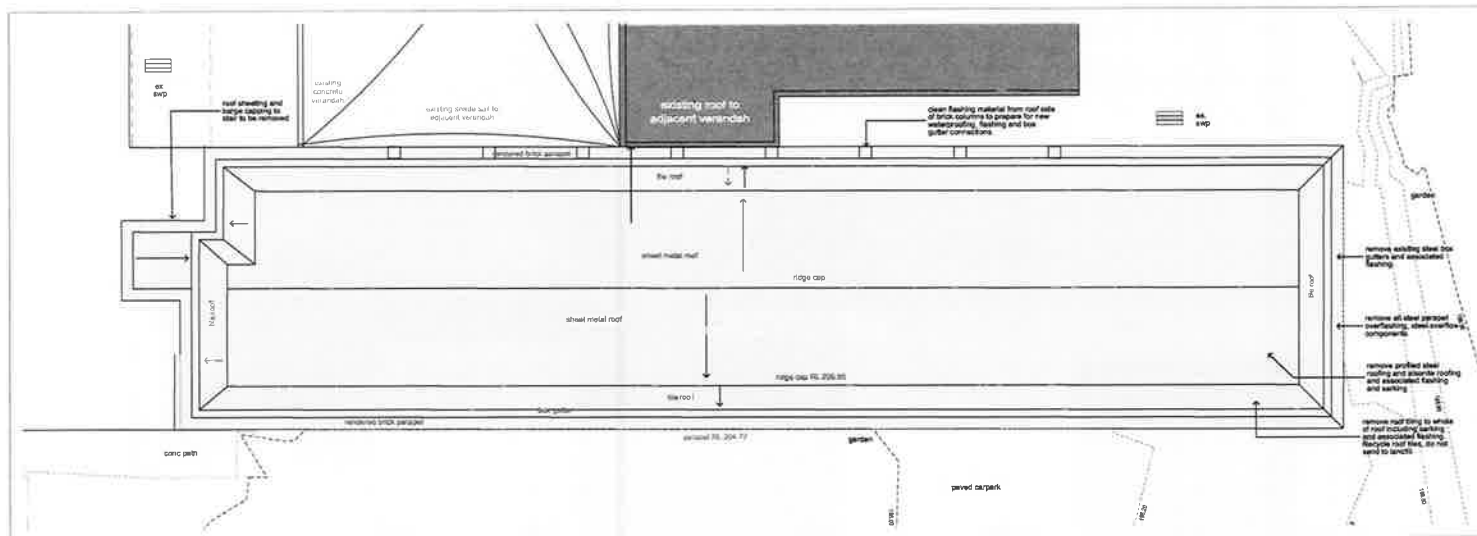 ex
swp
roof sheeting and
barge capping to
stair to be removed
existing
concrete
verandah
existing shade sail to
adjacent verandah
existing roof to
adjacent verandah
clean flashing material from roof side
of brick columns to prepare for new
waterproofing, flashing and box
gutter connections.
ex.
swp
rendered brick parapet
tile roof
garden
sheet metal roof
ridge cap
remove existing steel box
gutters and associated
flashing.
tile roof
tile roof
sheet metal roof
remove all steel parapet
overflashing, steel overflow
components.
ridge cap RL 206.95
remove profiled steel
roofing and
and associated flashing
and sarking
tile roof
box gutter
rendered brick parapet
parapet RL 204.77
garden
remove roof tiling to whole
of roof including sarking
and associated flashing.
Recycle roof tiles, do not
send to landfill
conc path
paved carpark